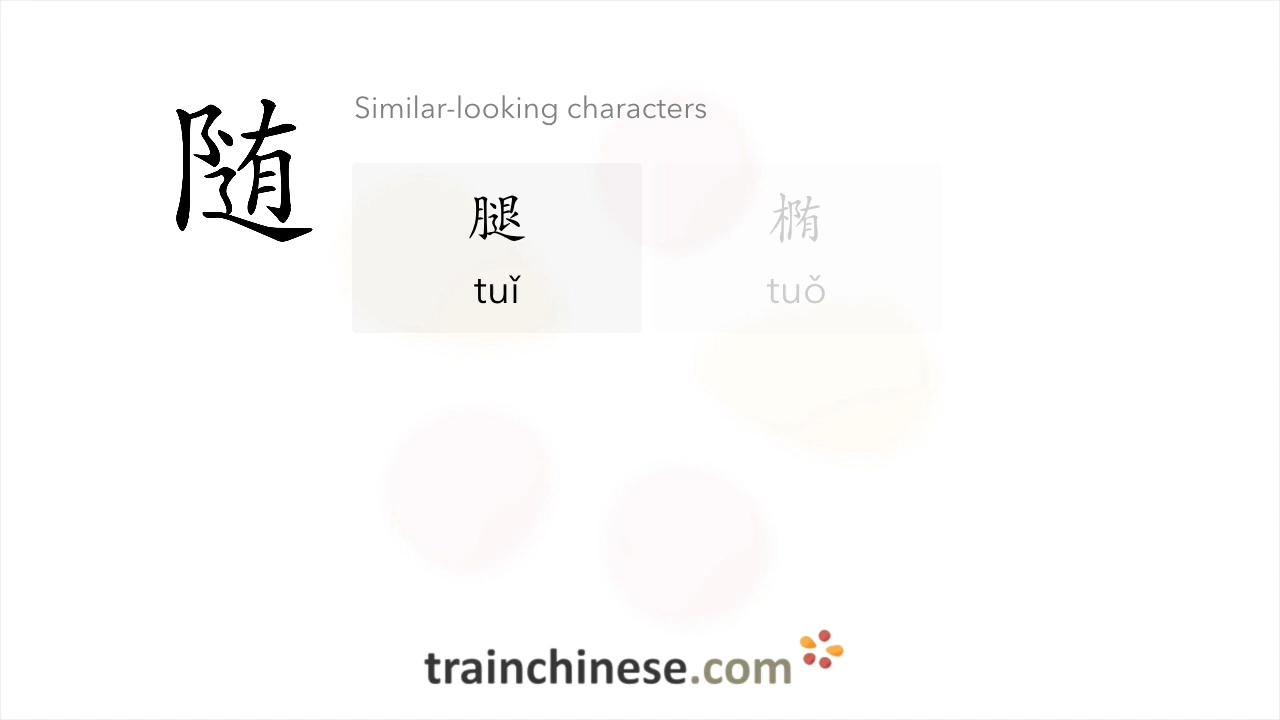 随
Similar-looking characters
腿 椭
tuǐ tuǒ
trainchinese.com